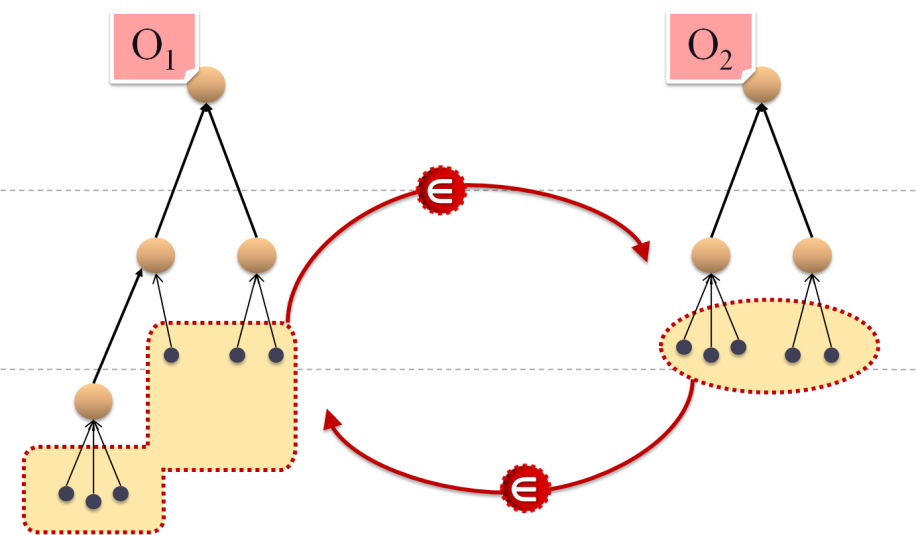 O₁
O₂
∈
∈